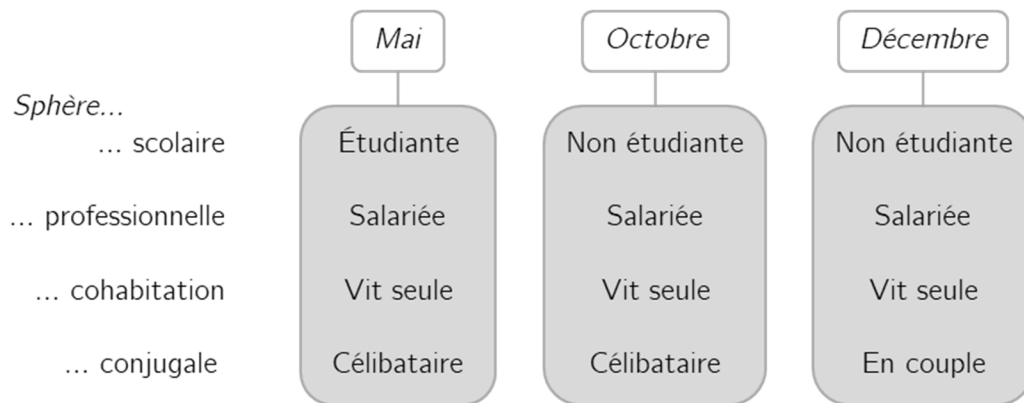 Mai Octobre Décembre
Sphère...
... scolaire Étudiante Non étudiante Non étudiante
... professionnelle Salariée Salariée Salariée
... cohabitation Vit seule Vit seule Vit seule
... conjugale Célibataire Célibataire En couple